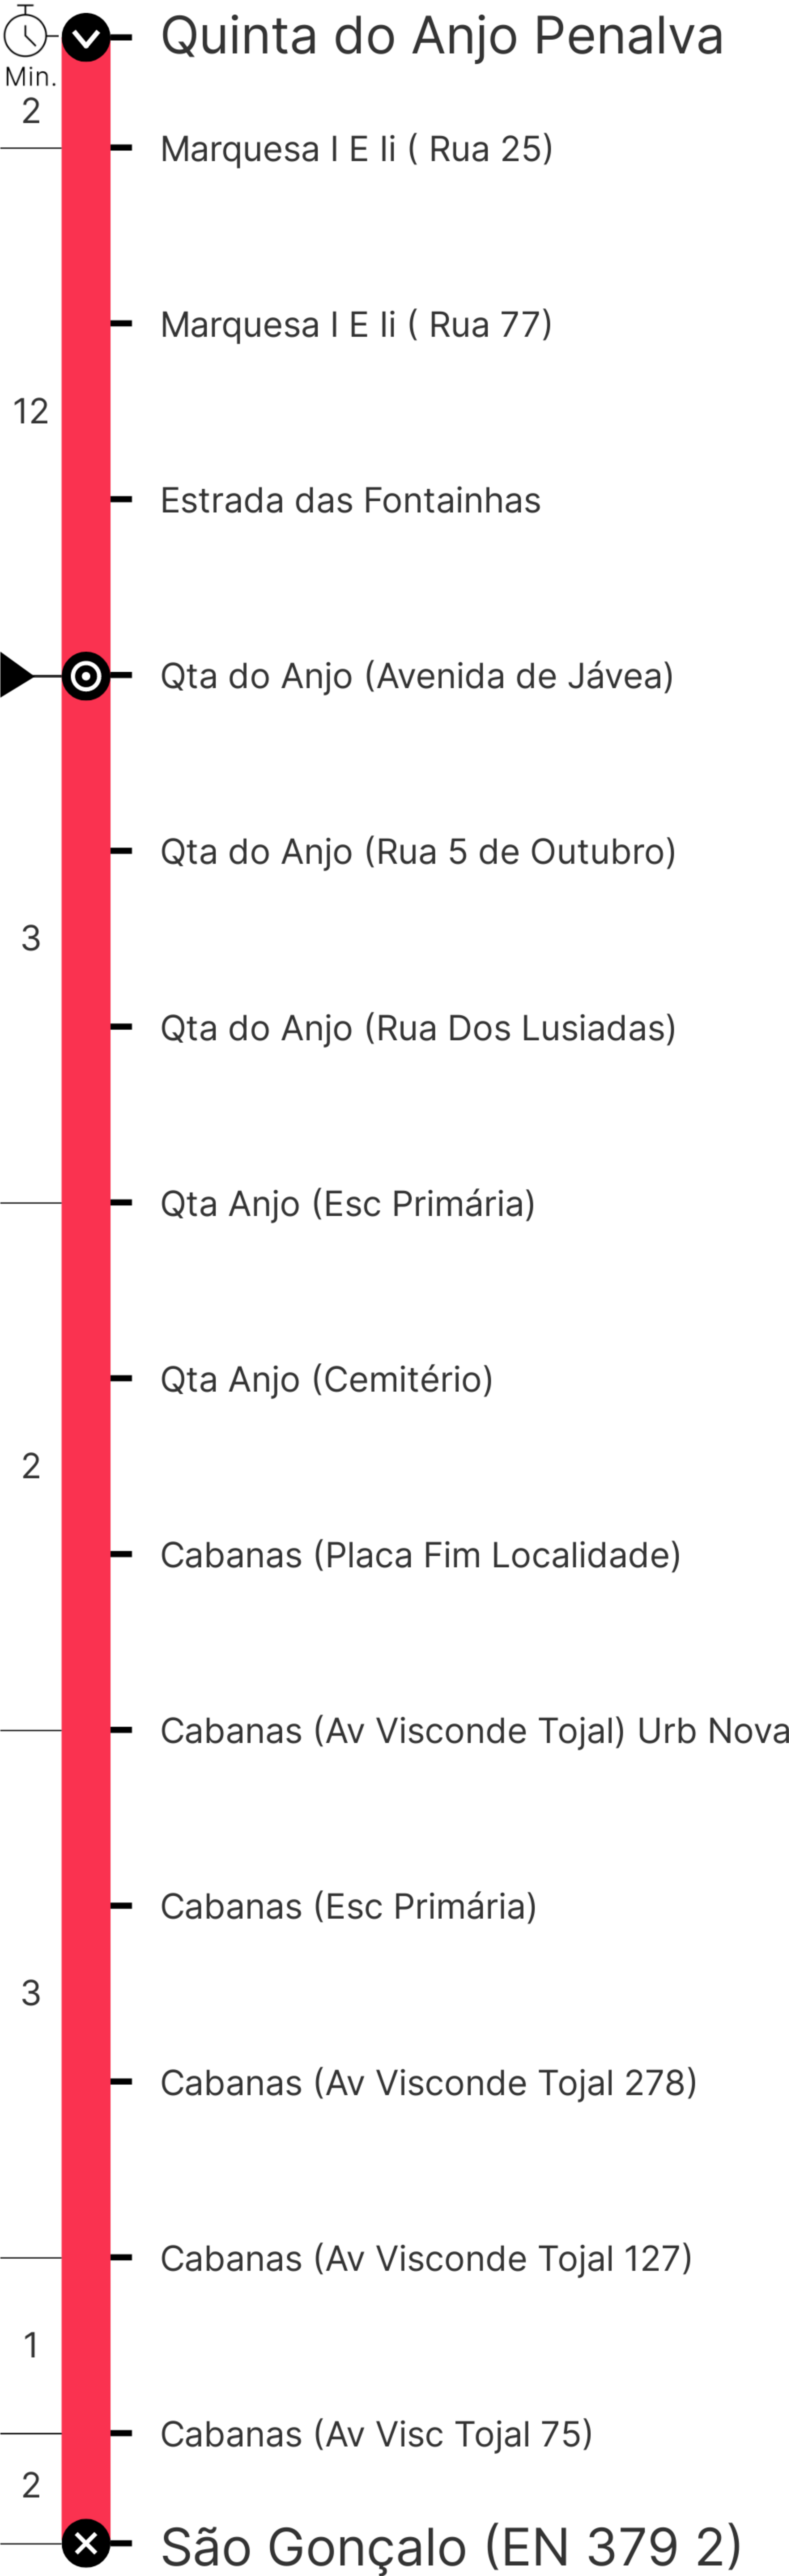 Quinta do Anjo Penalva
Min.
2
Marquesa I E Ii ( Rua 25)
Marquesa I E Ii ( Rua 77)
12
Estrada das Fontainhas
Qta do Anjo (Avenida de Jávea)
Qta do Anjo (Rua 5 de Outubro)
3
Qta do Anjo (Rua Dos Lusiadas)
Qta Anjo (Esc Primária)
Qta Anjo (Cemitério)
2
Cabanas (Placa Fim Localidade)
Cabanas (Av Visconde Tojal) Urb Nova
Cabanas (Esc Primária)
3
Cabanas (Av Visconde Tojal 278)
Cabanas (Av Visconde Tojal 127)
1
Cabanas (Av Visc Tojal 75)
2
São Gonçalo (EN 379 2)